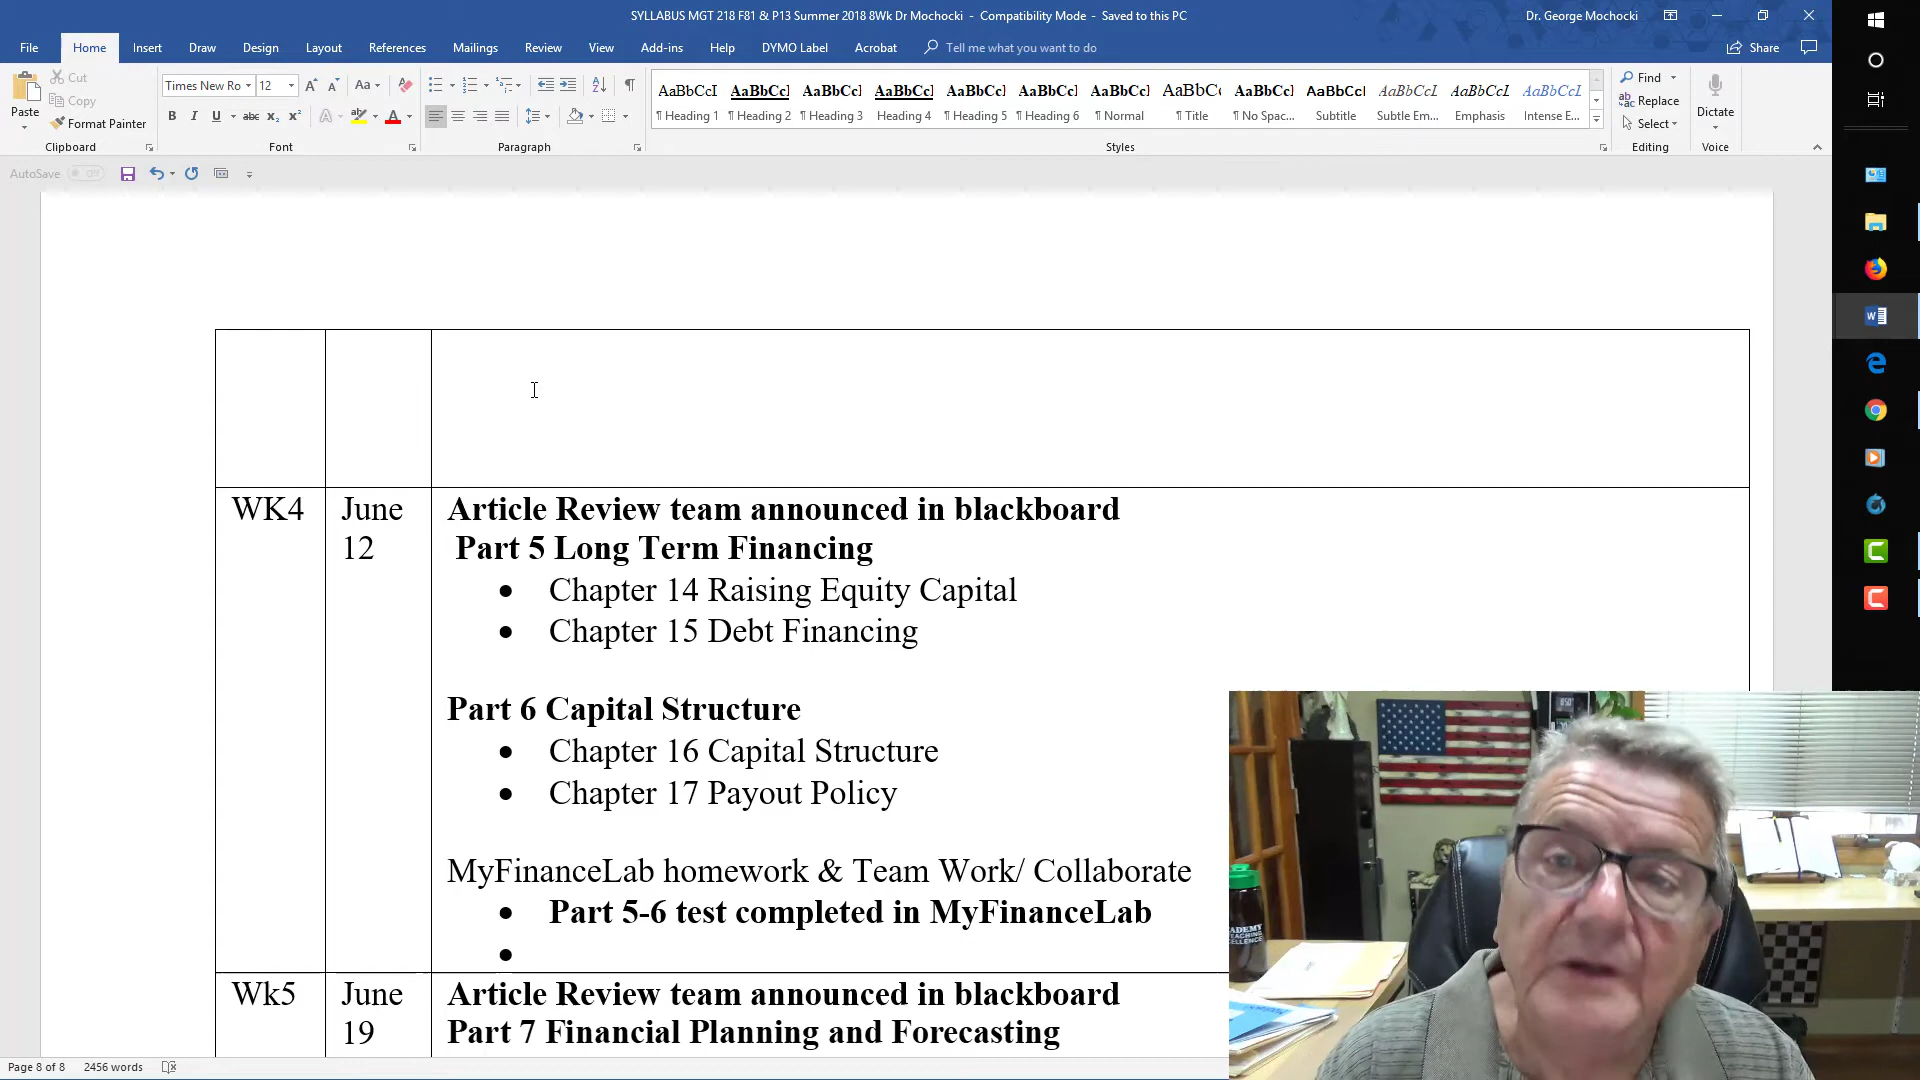 SYLLABUS MGT 218 F81 & P13 Summer 2018 8Wk Dr Mochocki - Compatibility Mode - Saved to this PC
Dr. George Mochocki
File Home Insert Draw Design Layout References Mailings Review View Add-ins Help DYMO Label Acrobat Tell me what you want to do Share
Paste
Cut
Copy
Format Painter
Clipboard
Times New Ro 12
Font
Paragraph
AaBbCcI AaBbCcI AaBbCcI AaBbCcI AaBbCcI AaBbCcI AaBbCcI AaBbC( AaBbCcI AaBbCcI AaBbCcL AaBbCcL AaBbCcL
¶ Heading 1 ¶ Heading 2 ¶ Heading 3 Heading 4 ¶ Heading 5 ¶ Heading 6 ¶ Normal ¶ Title ¶ No Spac... Subtitle Subtle Em... Emphasis Intense E...
Styles
Find
Replace
Select
Editing
Dictate
Voice
AutoSave Off
WK4
June
12
Article Review team announced in blackboard
Part 5 Long Term Financing
• Chapter 14 Raising Equity Capital
• Chapter 15 Debt Financing
Part 6 Capital Structure
• Chapter 16 Capital Structure
• Chapter 17 Payout Policy
MyFinanceLab homework & Team Work/ Collaborate
• Part 5-6 test completed in MyFinanceLab
•
Wk5
June
19
Article Review team announced in blackboard
Part 7 Financial Planning and Forecasting
Page 8 of 8 2456 words